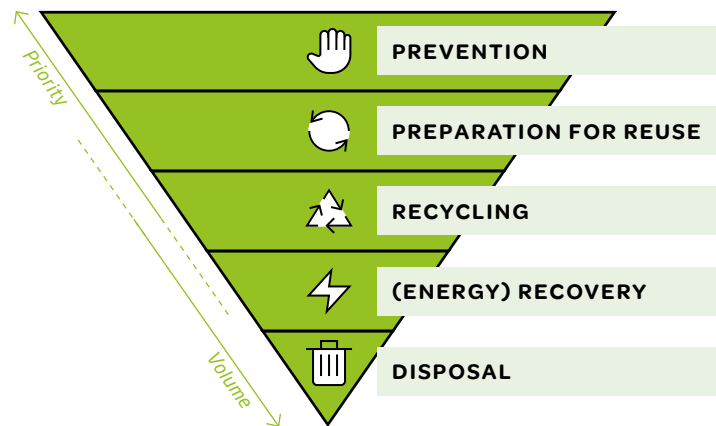 Priority
PREVENTION
PREPARATION FOR REUSE
RECYCLING
(ENERGY) RECOVERY
DISPOSAL
Volume